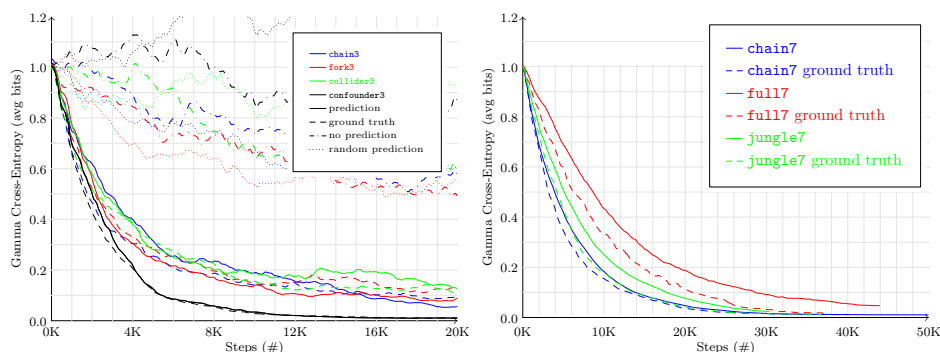 1.2
1.0
0.8
0.6
0.4
0.2
0.0
0K
4K
8K
12K
16K
20K
Gamma Cross-Entropy (avg bits)
Steps (#)
chain3
fork3
collider3
confounder3
prediction
ground truth
no prediction
random prediction
1.2
1.0
0.8
0.6
0.4
0.2
0.0
0K
10K
20K
30K
40K
50K
Gamma Cross-Entropy (avg bits)
Steps (#)
chain7
chain7 ground truth
full7
full7 ground truth
jungle7
jungle7 ground truth